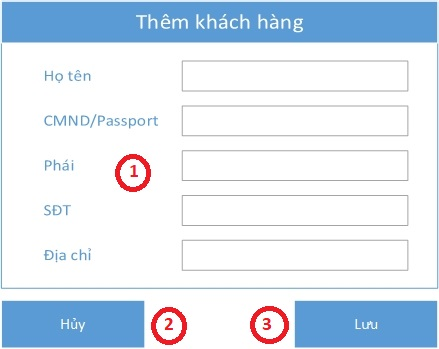 Thêm khách hàng
Họ tên
CMND/Passport
Phái
1
SĐT
Địa chỉ
Hủy
2
3
Lưu